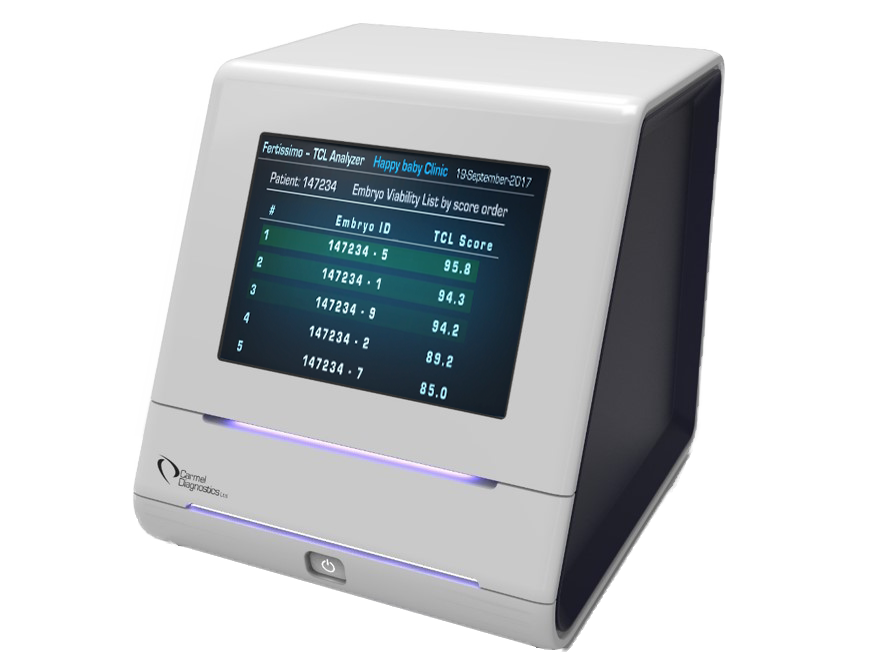 Fertissimo - TCL Analyzer Happy baby Clinic 19-September-2017
Patient: 147234 Embryo Viability List by score order
# Embryo ID TCL Score
1 147234 - 5 95.8
2 147234 - 1 94.3
3 147234 - 9 94.2
4 147234 - 2 89.2
5 147234 - 7 85.0
Carmel
Diagnostics Ltd